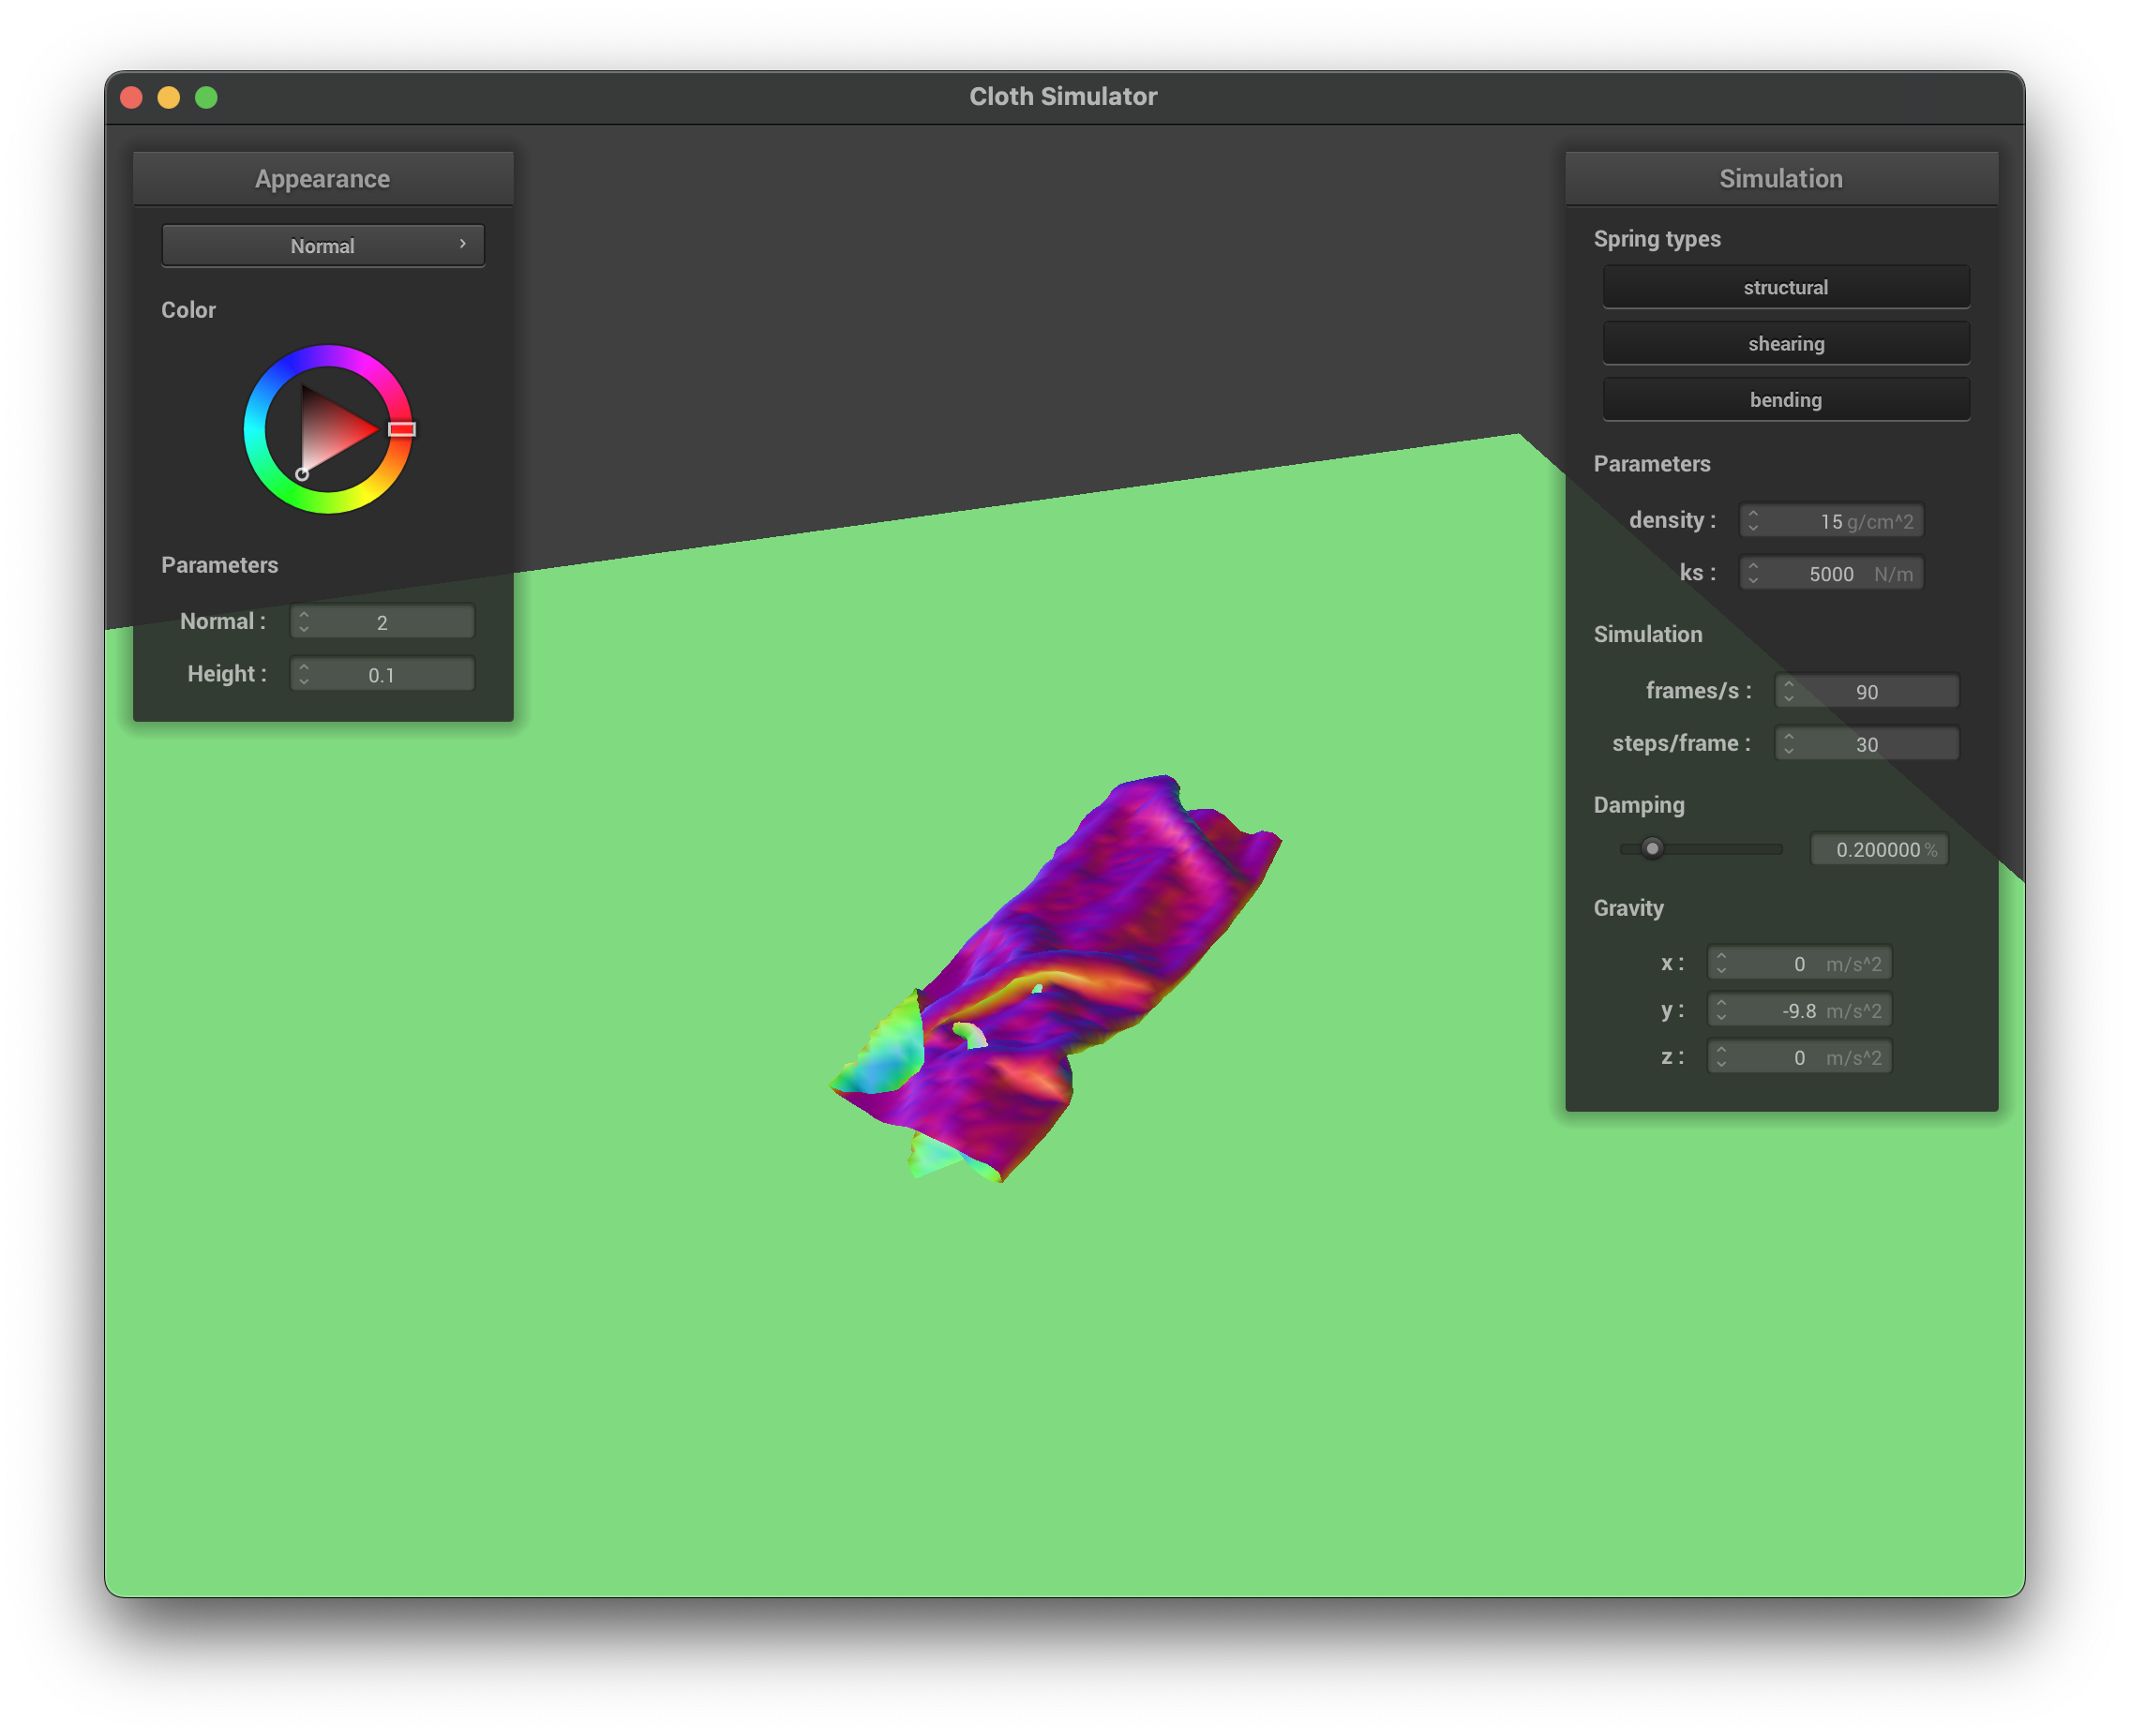 Cloth Simulator
Appearance
Normal
Color
Parameters
Normal : 2
Height : 0.1
Simulation
Spring types
structural
shearing
bending
Parameters
density : 15 g/cm^2
ks : 5000 N/m
Simulation
frames/s : 90
steps/frame : 30
Damping
0.200000 %
Gravity
x : 0 m/s^2
y : -9.8 m/s^2
z : 0 m/s^2